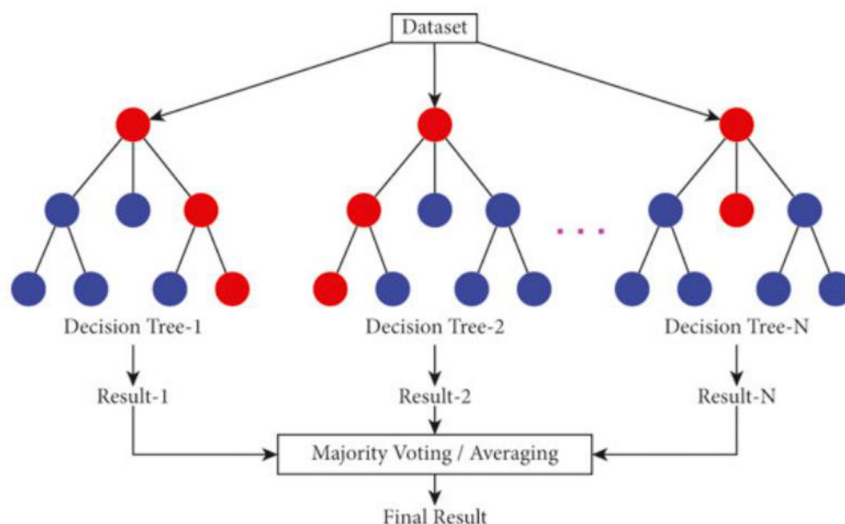 Dataset
. . .
Decision Tree-1
Decision Tree-2
Decision Tree-N
Result-1
Result-2
Result-N
Majority Voting / Averaging
Final Result